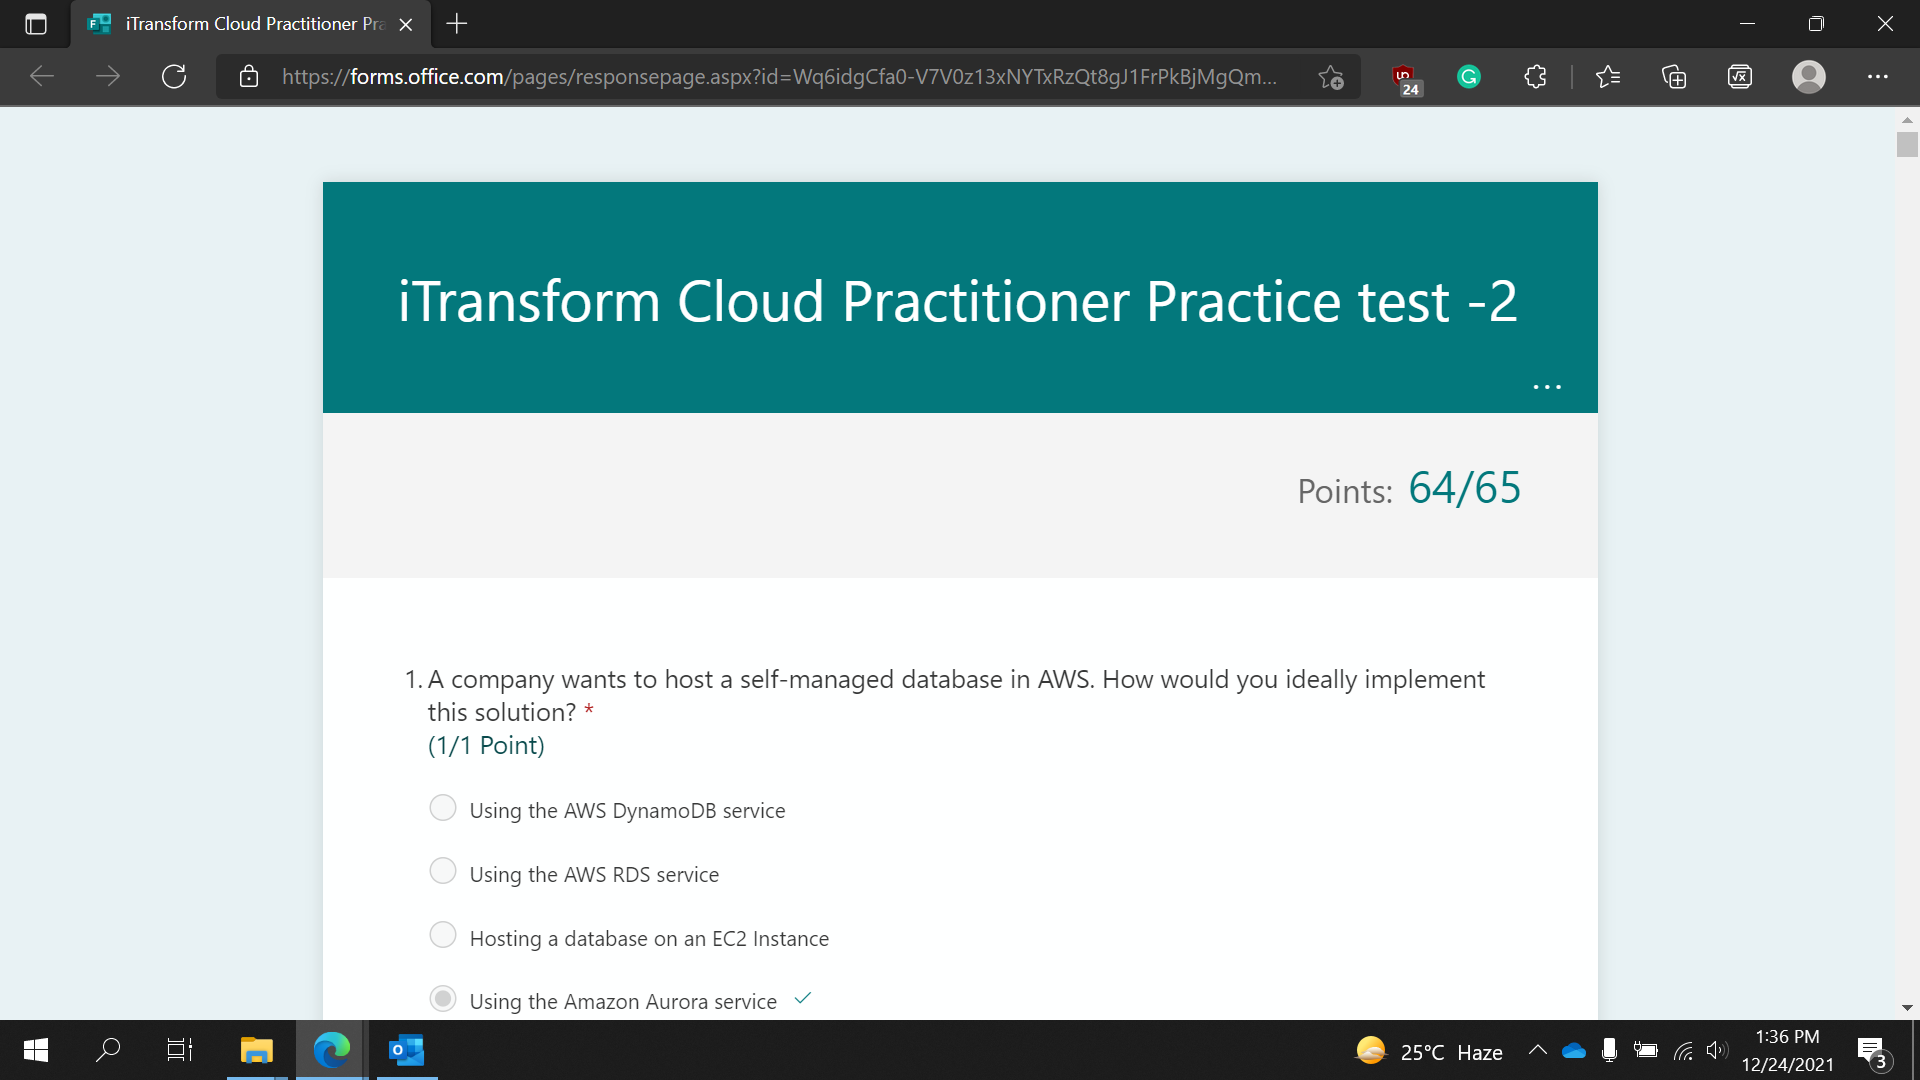 iTransform Cloud Practitioner Pra
https://forms.office.com/pages/responsepage.aspx?id=Wq6idgCfa0-V7V0z13xNYTxRzQt8gJ1FrPkBjMgQm...
24
iTransform Cloud Practitioner Practice test -2
...
Points: 64/65
1. A company wants to host a self-managed database in AWS. How would you ideally implement
this solution? *
(1/1 Point)
Using the AWS DynamoDB service
Using the AWS RDS service
Hosting a database on an EC2 Instance
Using the Amazon Aurora service
25°C Haze
1:36 PM
12/24/2021
3